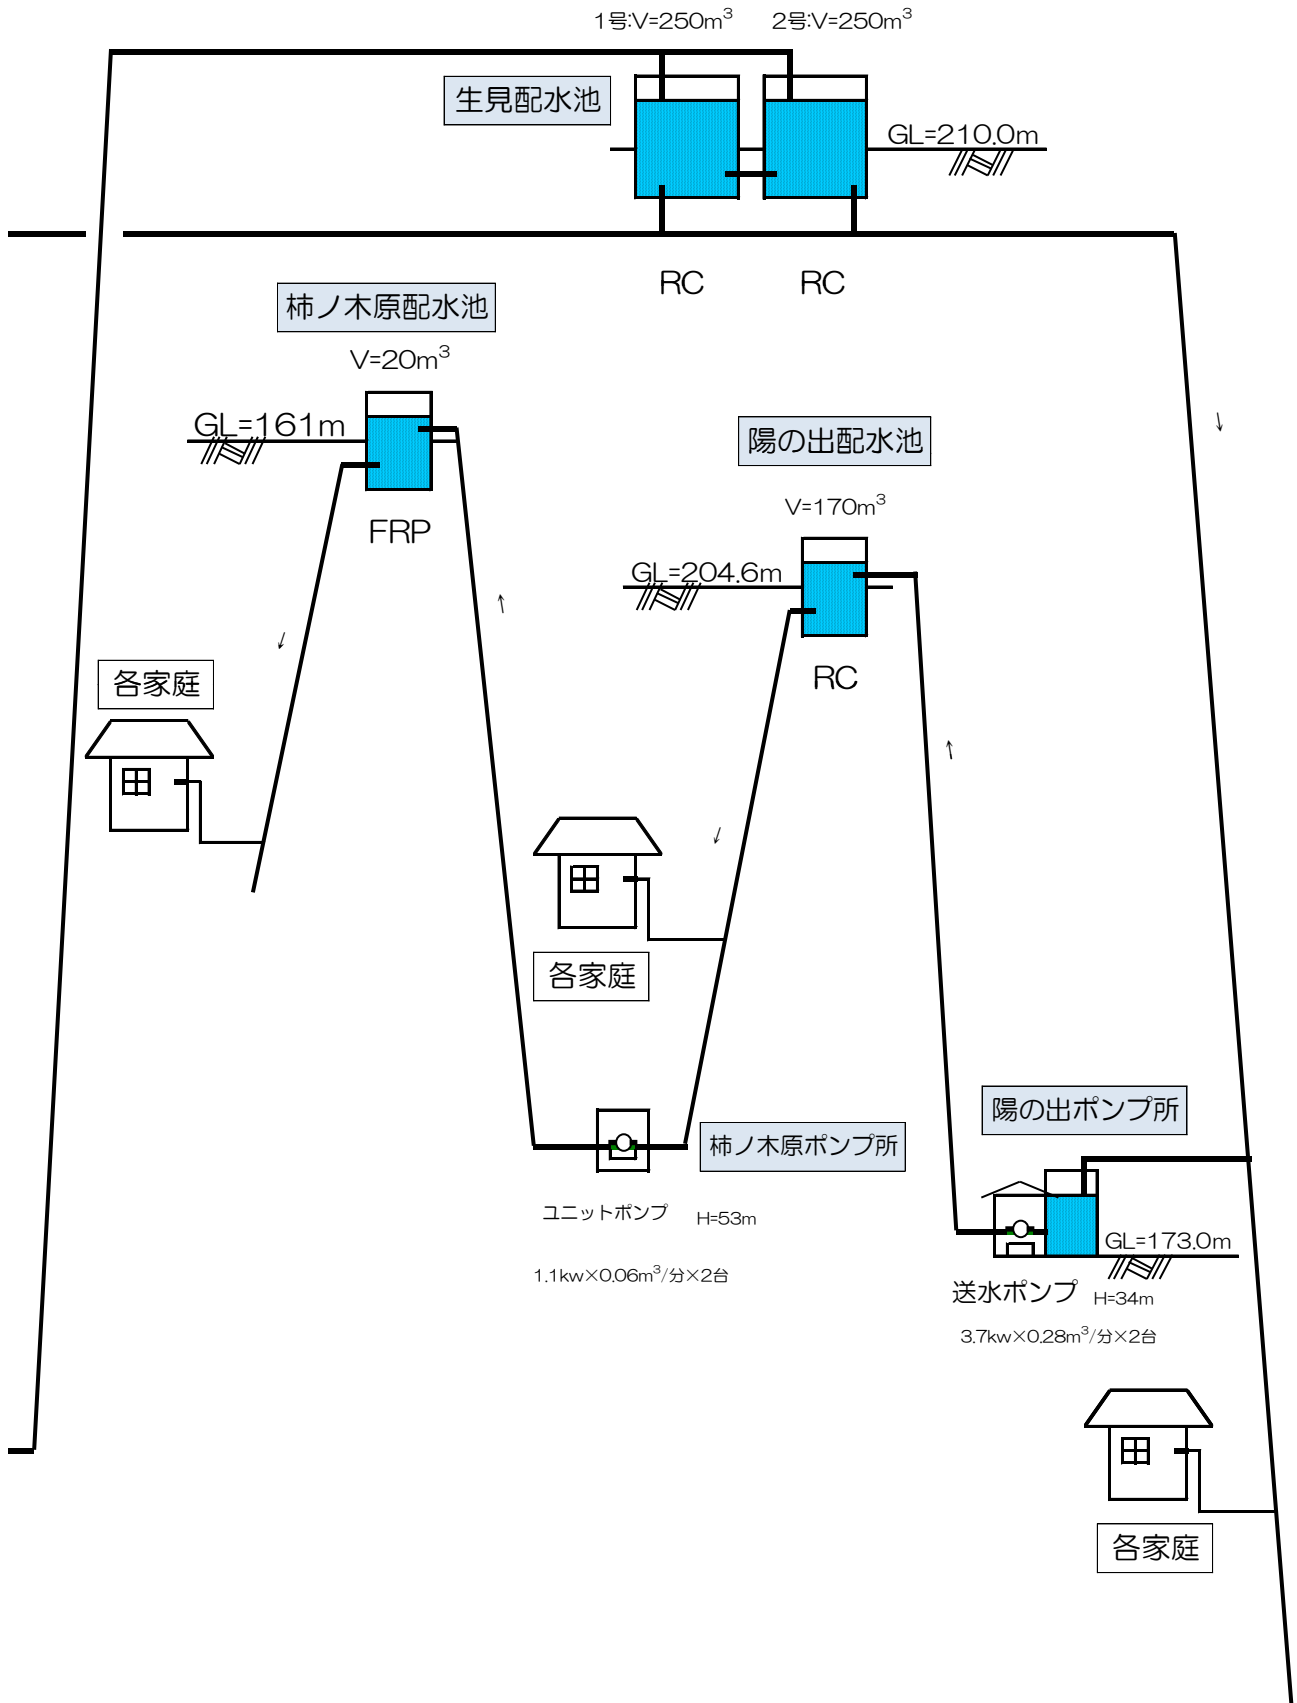 1号:V=250m³ 2号:V=250m³
生見配水池
GL=210.0m
RC RC
柿ノ木原配水池
V=20m³
GL=161m
FRP
陽の出配水池
V=170m³
GL=204.6m
RC
↓
↑
↓
各家庭
↑
↓
各家庭
陽の出ポンプ所
柿ノ木原ポンプ所
ユニットポンプ H=53m
1.1kw×0.06m³/分×2台
GL=173.0m
送水ポンプ H=34m
3.7kw×0.28m³/分×2台
各家庭